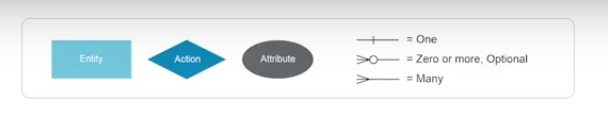 Entity
Action
Attribute
= One
= Zero or more, Optional
= Many